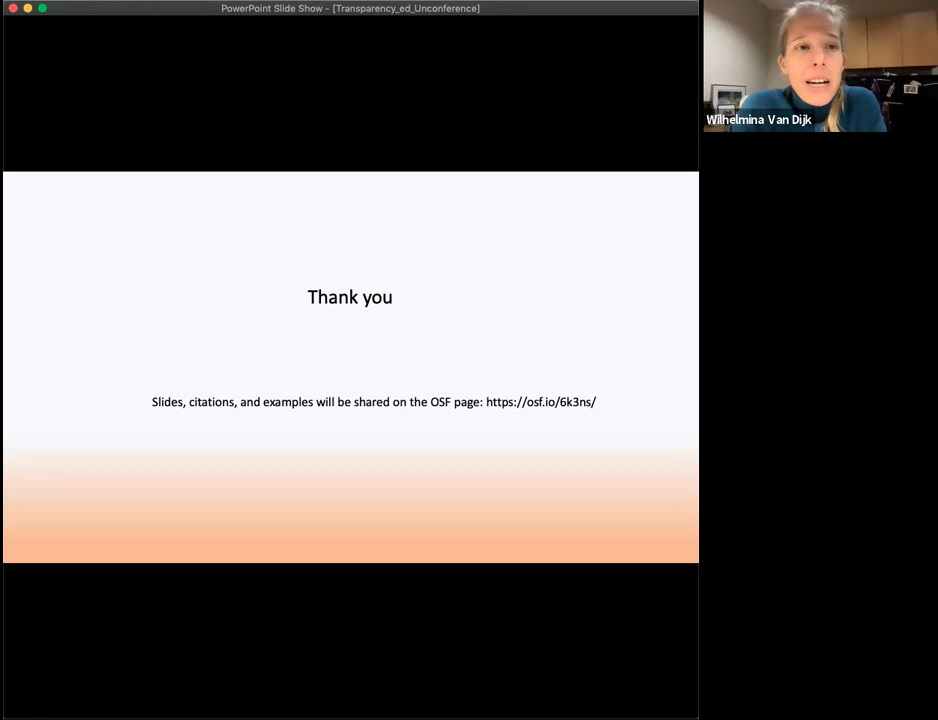 PowerPoint Slide Show - [Transparency_ed_Unconference]
Wilhelmina Van Dijk
Thank you
Slides, citations, and examples will be shared on the OSF page: https://osf.io/6k3ns/